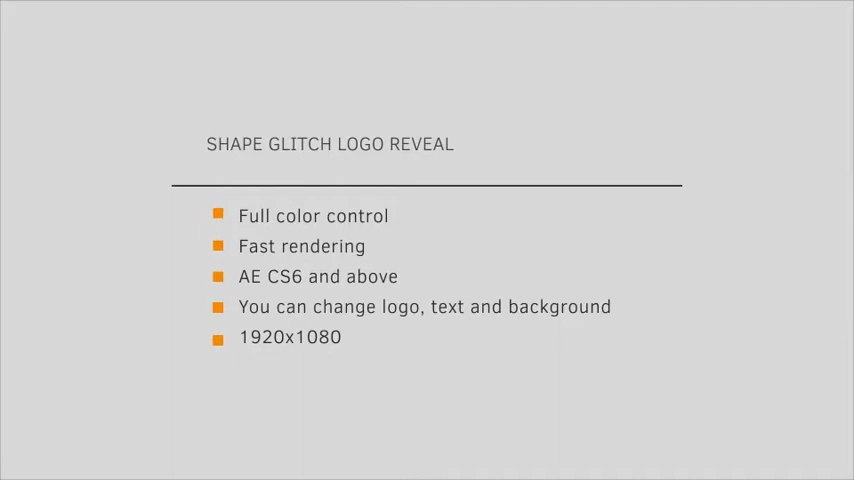 SHAPE GLITCH LOGO REVEAL
Full color control
Fast rendering
AE CS6 and above
You can change logo, text and background
1920x1080